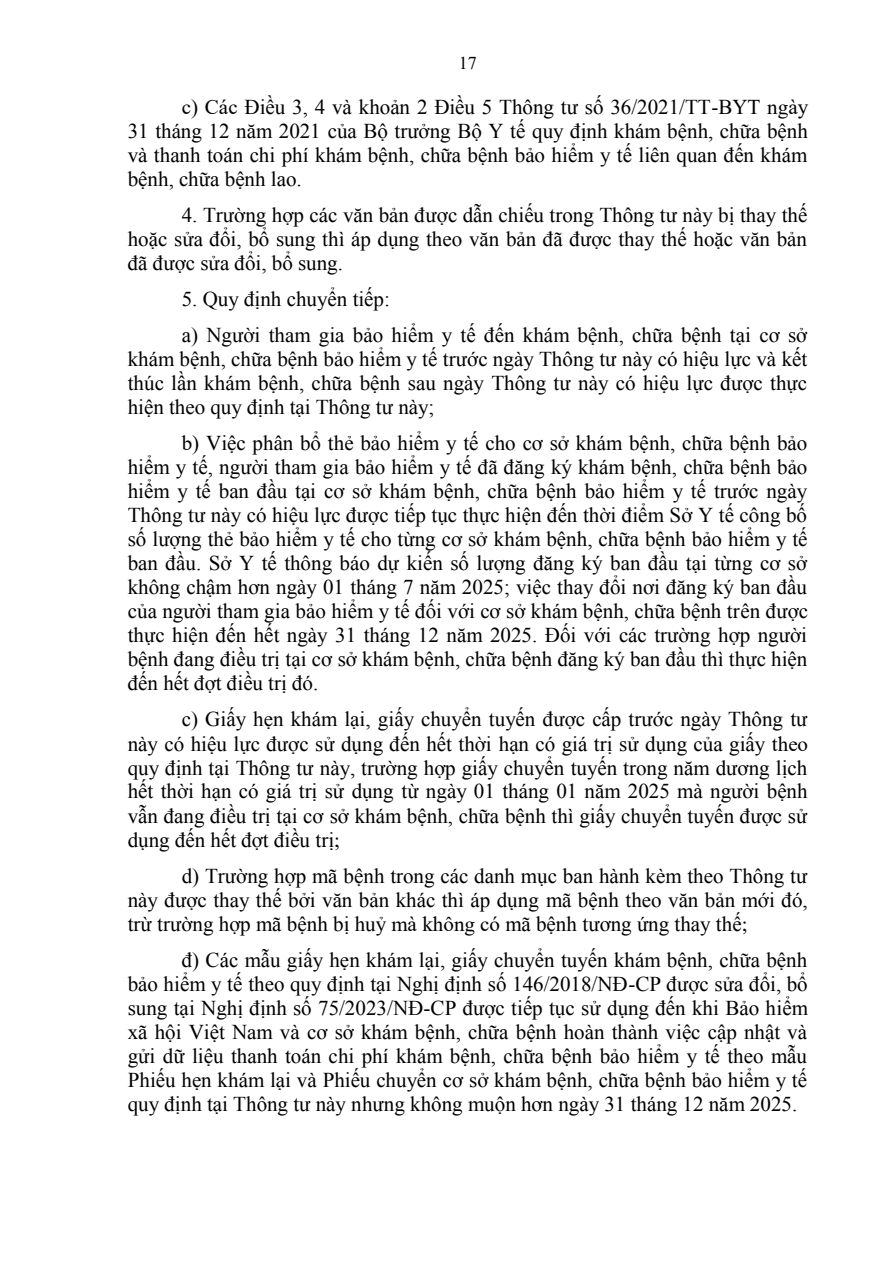 17
c) Các Điều 3, 4 và khoản 2 Điều 5 Thông tư số 36/2021/TT-BYT ngày
31 tháng 12 năm 2021 của Bộ trưởng Bộ Y tế quy định khám bệnh, chữa bệnh
và thanh toán chi phí khám bệnh, chữa bệnh bảo hiểm y tế liên quan đến khám
bệnh, chữa bệnh lao.
4. Trường hợp các văn bản được dẫn chiếu trong Thông tư này bị thay thế
hoặc sửa đổi, bổ sung thì áp dụng theo văn bản đã được thay thế hoặc văn bản
đã được sửa đổi, bổ sung.
5. Quy định chuyển tiếp:
a) Người tham gia bảo hiểm y tế đến khám bệnh, chữa bệnh tại cơ sở
khám bệnh, chữa bệnh bảo hiểm y tế trước ngày Thông tư này có hiệu lực và kết
thúc lần khám bệnh, chữa bệnh sau ngày Thông tư này có hiệu lực được thực
hiện theo quy định tại Thông tư này;
b) Việc phân bổ thẻ bảo hiểm y tế cho cơ sở khám bệnh, chữa bệnh bảo
hiểm y tế, người tham gia bảo hiểm y tế đã đăng ký khám bệnh, chữa bệnh bảo
hiểm y tế ban đầu tại cơ sở khám bệnh, chữa bệnh bảo hiểm y tế trước ngày
Thông tư này có hiệu lực được tiếp tục thực hiện đến thời điểm Sở Y tế công bố
số lượng thẻ bảo hiểm y tế cho từng cơ sở khám bệnh, chữa bệnh bảo hiểm y tế
ban đầu. Sở Y tế thông báo dự kiến số lượng đăng ký ban đầu tại từng cơ sở
không chậm hơn ngày 01 tháng 7 năm 2025; việc thay đổi nơi đăng ký ban đầu
của người tham gia bảo hiểm y tế đối với cơ sở khám bệnh, chữa bệnh trên được
thực hiện đến hết ngày 31 tháng 12 năm 2025. Đối với các trường hợp người
bệnh đang điều trị tại cơ sở khám bệnh, chữa bệnh đăng ký ban đầu thì thực hiện
đến hết đợt điều trị đó.
c) Giấy hẹn khám lại, giấy chuyển tuyến được cấp trước ngày Thông tư
này có hiệu lực được sử dụng đến hết thời hạn có giá trị sử dụng của giấy theo
quy định tại Thông tư này, trường hợp giấy chuyển tuyến trong năm dương lịch
hết thời hạn có giá trị sử dụng từ ngày 01 tháng 01 năm 2025 mà người bệnh
vẫn đang điều trị tại cơ sở khám bệnh, chữa bệnh thì giấy chuyển tuyến được sử
dụng đến hết đợt điều trị;
d) Trường hợp mã bệnh trong các danh mục ban hành kèm theo Thông tư
này được thay thế bởi văn bản khác thì áp dụng mã bệnh theo văn bản mới đó,
trừ trường hợp mã bệnh bị huỷ mà không có mã bệnh tương ứng thay thế;
đ) Các mẫu giấy hẹn khám lại, giấy chuyển tuyến khám bệnh, chữa bệnh
bảo hiểm y tế theo quy định tại Nghị định số 146/2018/NĐ-CP được sửa đổi, bổ
sung tại Nghị định số 75/2023/NĐ-CP được tiếp tục sử dụng đến khi Bảo hiểm
xã hội Việt Nam và cơ sở khám bệnh, chữa bệnh hoàn thành việc cập nhật và
gửi dữ liệu thanh toán chi phí khám bệnh, chữa bệnh bảo hiểm y tế theo mẫu
Phiếu hẹn khám lại và Phiếu chuyển cơ sở khám bệnh, chữa bệnh bảo hiểm y tế
quy định tại Thông tư này nhưng không muộn hơn ngày 31 tháng 12 năm 2025.